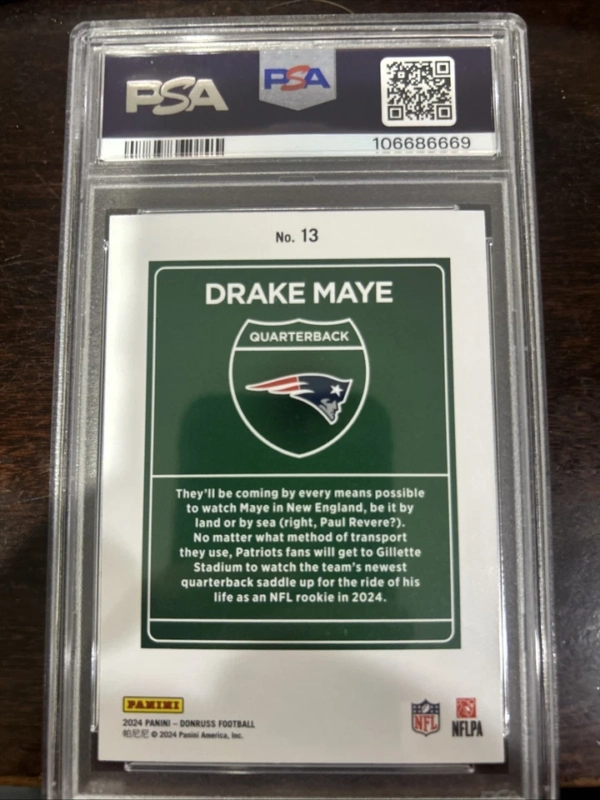 PSA
PSA
106686669
No. 13
DRAKE MAYE
QUARTERBACK
They'll be coming by every means possible
to watch Maye in New England, be it by
land or by sea (right, Paul Revere?).
No matter what method of transport
they use, Patriots fans will get to Gillette
Stadium to watch the team's newest
quarterback saddle up for the ride of his
life as an NFL rookie in 2024.
PANINI
2024 PANINI – DONRUSS FOOTBALL
帕尼尼 © 2024 Panini America, Inc.
NFL
NFLPA